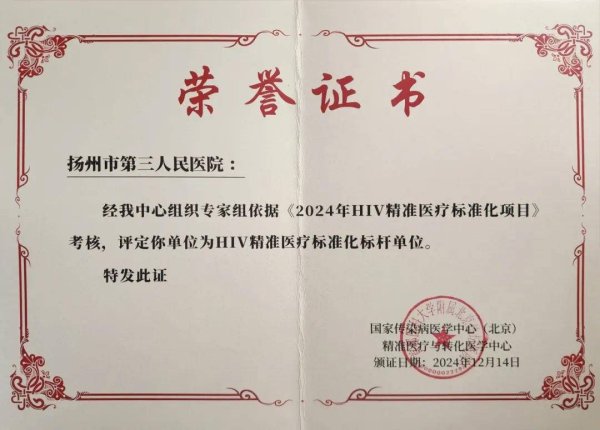 荣誉证书
扬州市第三人民医院：
经我中心组织专家组依据《2024年HIV精准医疗标准化项目》
考核，评定你单位为HIV精准医疗标准化标杆单位。
特发此证
国家传染病医学中心（北京）
精准医疗与转化医学中心
颁证日期：2024年12月14日